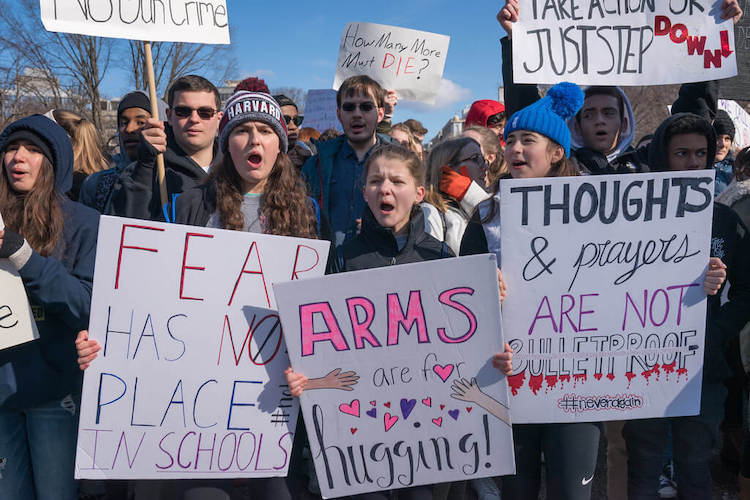 No Gun Crime
How Many More
Must DIE?
TAKE ACTION OR
JUST STEP DOWN!
HARVARD
FEAR
HAS NO
PLACE
IN SCHOOLS
ARMS
are for
hugging!
THOUGHTS
& prayers
ARE NOT
BULLETPROOF
#neveragain